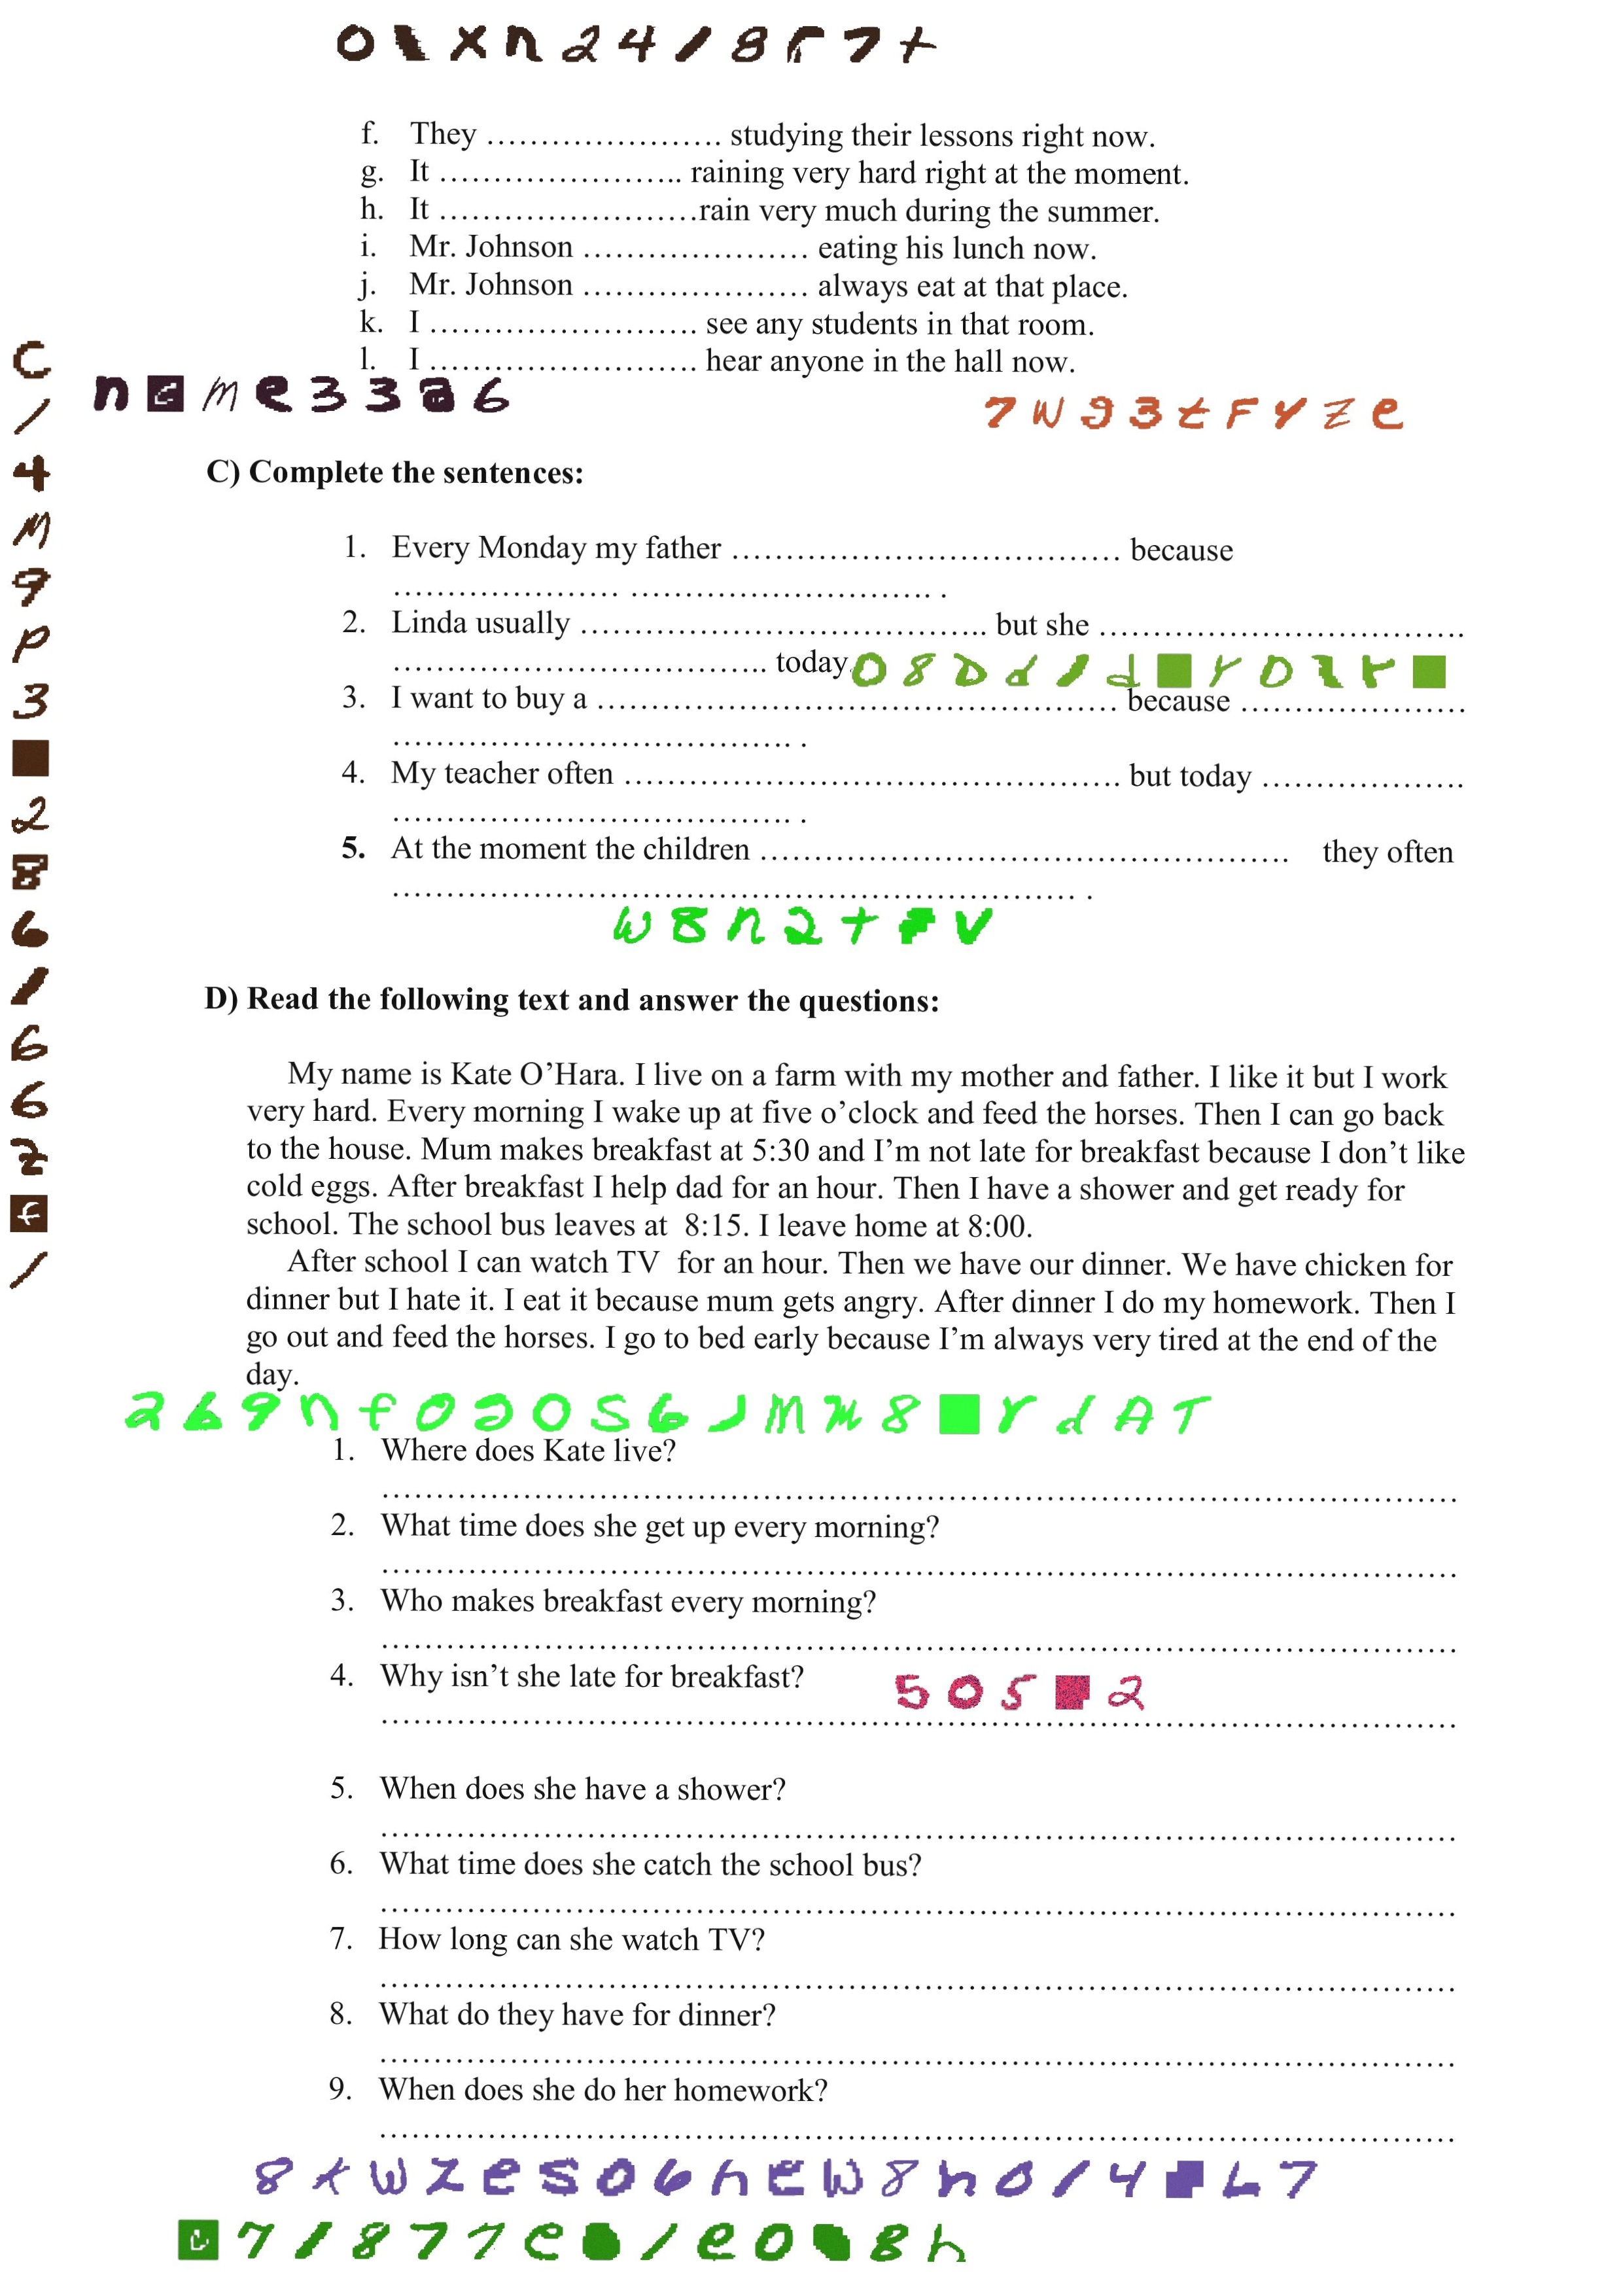 f. They ...................... studying their lessons right now.
g. It ....................... raining very hard right at the moment.
h. It ........................rain very much during the summer.
i. Mr. Johnson ..................... eating his lunch now.
j. Mr. Johnson ..................... always eat at that place.
k. I ......................... see any students in that room.
l. I ......................... hear anyone in the hall now.
C) Complete the sentences:
1. Every Monday my father .................................... because
..................... ............................ .
2. Linda usually ...................................... but she ..................................
................................... today
3. I want to buy a ................................................ because .....................
..................................... .
4. My teacher often .............................................. but today ...................
..................................... .
5. At the moment the children ................................................. they often
................................................................ .
w8n2+
D) Read the following text and answer the questions:
My name is Kate O’Hara. I live on a farm with my mother and father. I like it but I work
very hard. Every morning I wake up at five o’clock and feed the horses. Then I can go back
to the house. Mum makes breakfast at 5:30 and I’m not late for breakfast because I don’t like
cold eggs. After breakfast I help dad for an hour. Then I have a shower and get ready for
school. The school bus leaves at 8:15. I leave home at 8:00.
After school I can watch TV for an hour. Then we have our dinner. We have chicken for
dinner but I hate it. I eat it because mum gets angry. After dinner I do my homework. Then I
go out and feed the horses. I go to bed early because I’m always very tired at the end of the
day.
1. Where does Kate live?
....................................................................................................
2. What time does she get up every morning?
....................................................................................................
3. Who makes breakfast every morning?
....................................................................................................
4. Why isn’t she late for breakfast?
....................................................................................................
5. When does she have a shower?
....................................................................................................
6. What time does she catch the school bus?
....................................................................................................
7. How long can she watch TV?
....................................................................................................
8. What do they have for dinner?
....................................................................................................
9. When does she do her homework?
....................................................................................................